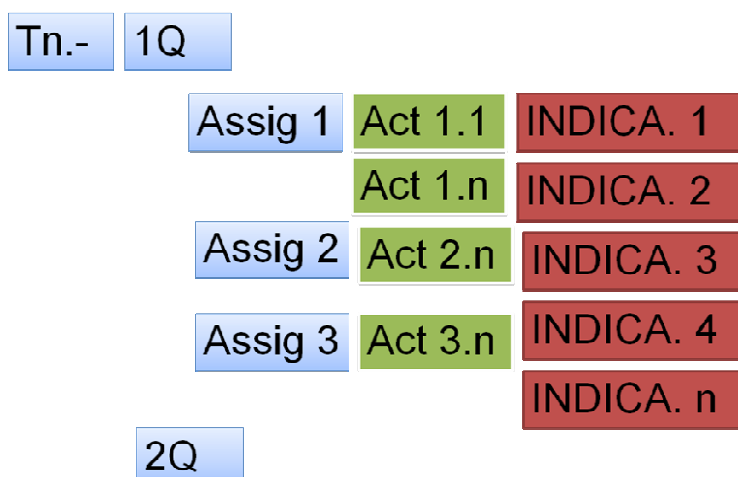 Tn.- 1Q
Assig 1 Act 1.1 INDICA. 1
Act 1.n INDICA. 2
Assig 2 Act 2.n INDICA. 3
Assig 3 Act 3.n INDICA. 4
INDICA. n
2Q